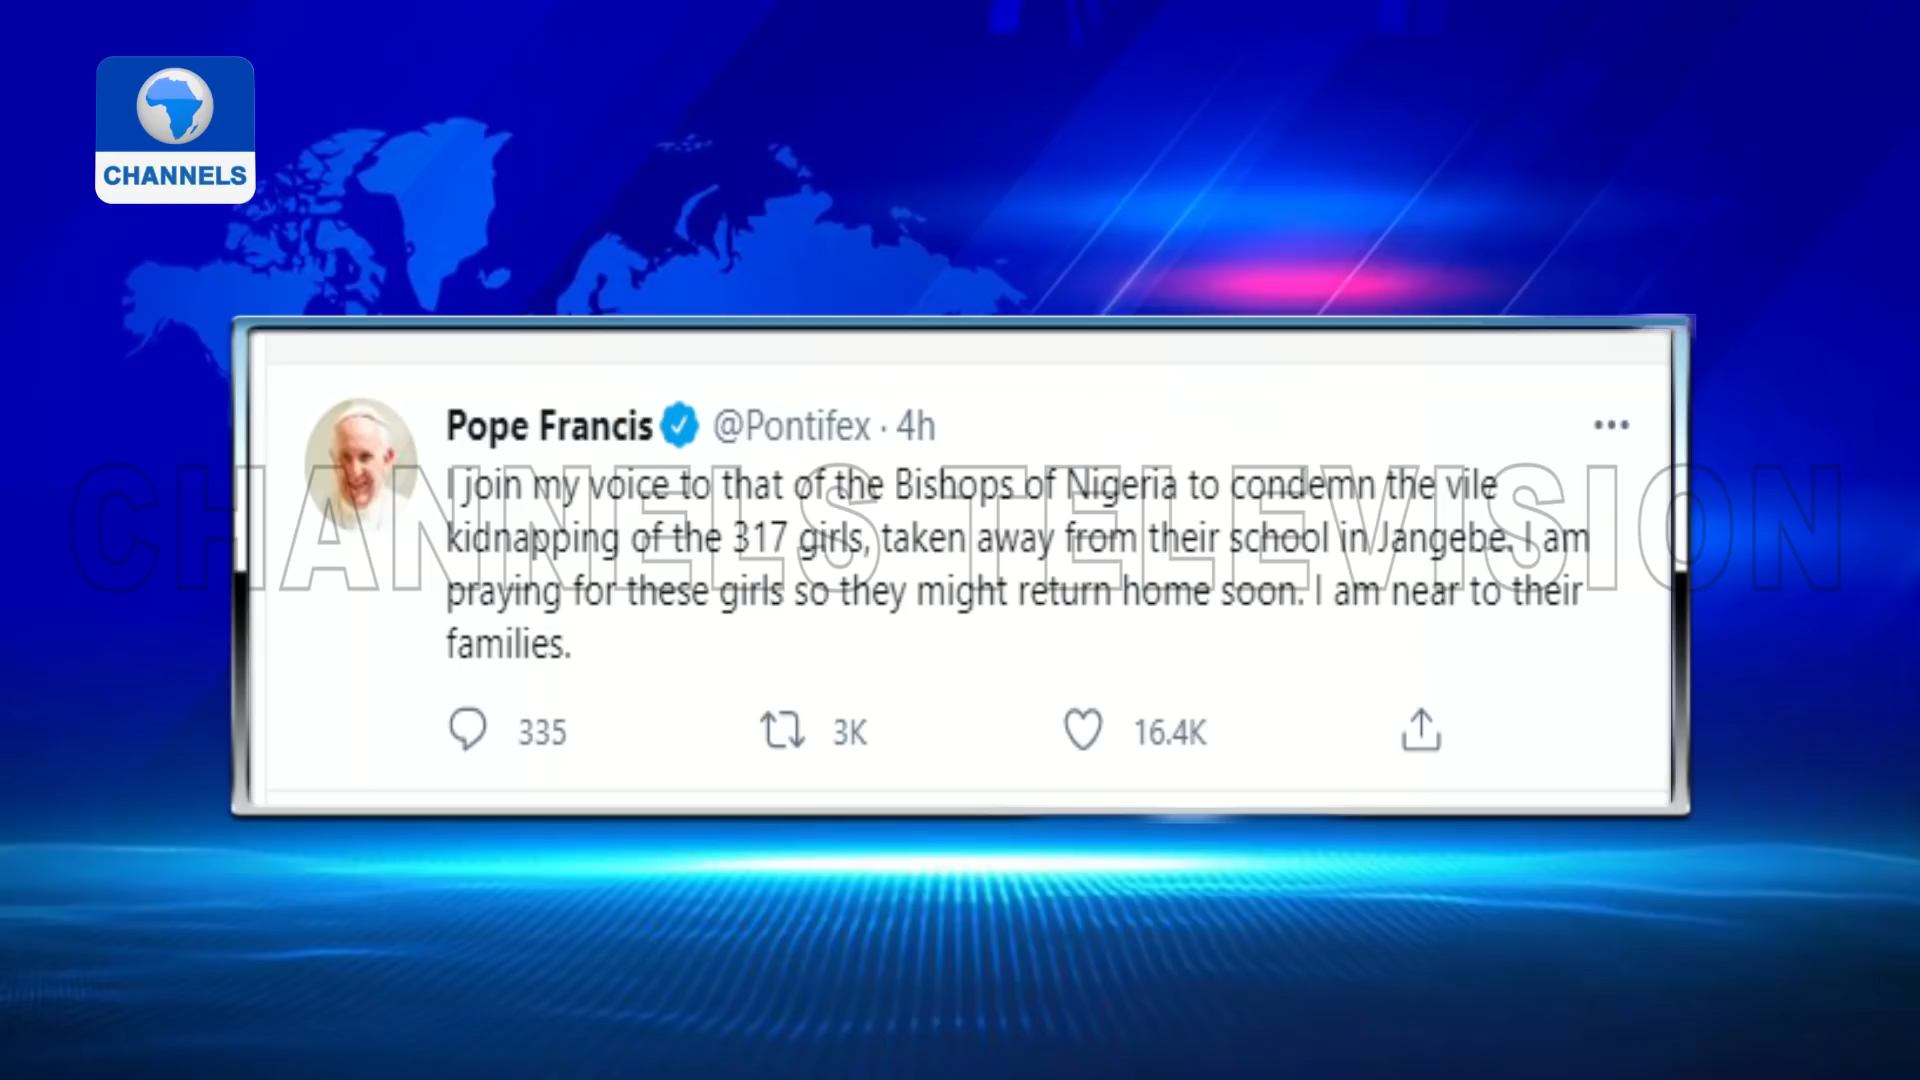 CHANNELS
Pope Francis @Pontifex · 4h
I join my voice to that of the Bishops of Nigeria to condemn the vile
kidnapping of the 317 girls, taken away from their school in Jangebe. I am
praying for these girls so they might return home soon. I am near to their
families.
335 3K 16.4K
CHANNELS TELEVISION